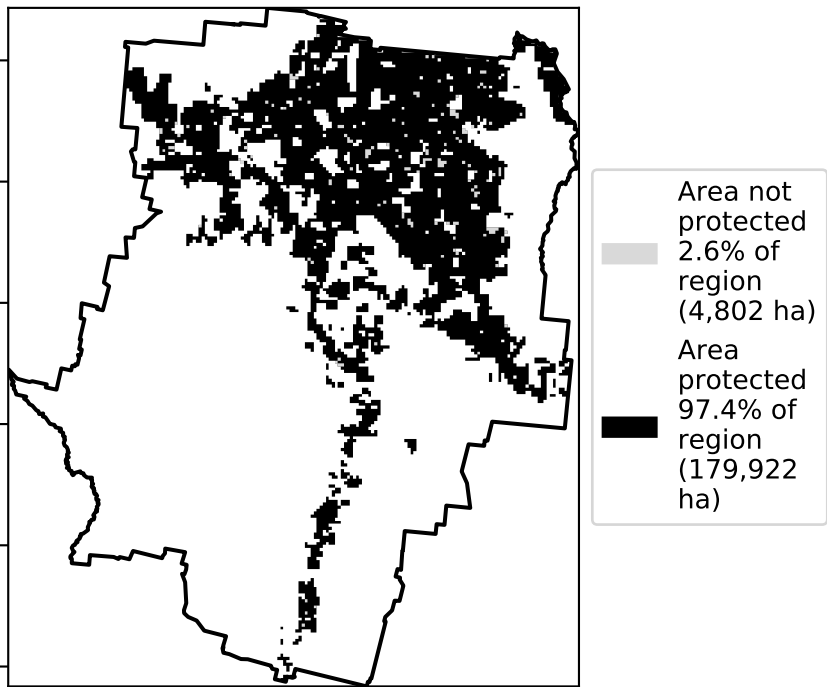 Area not
protected
2.6% of
region
(4,802 ha)
Area
protected
97.4% of
region
(179,922
ha)